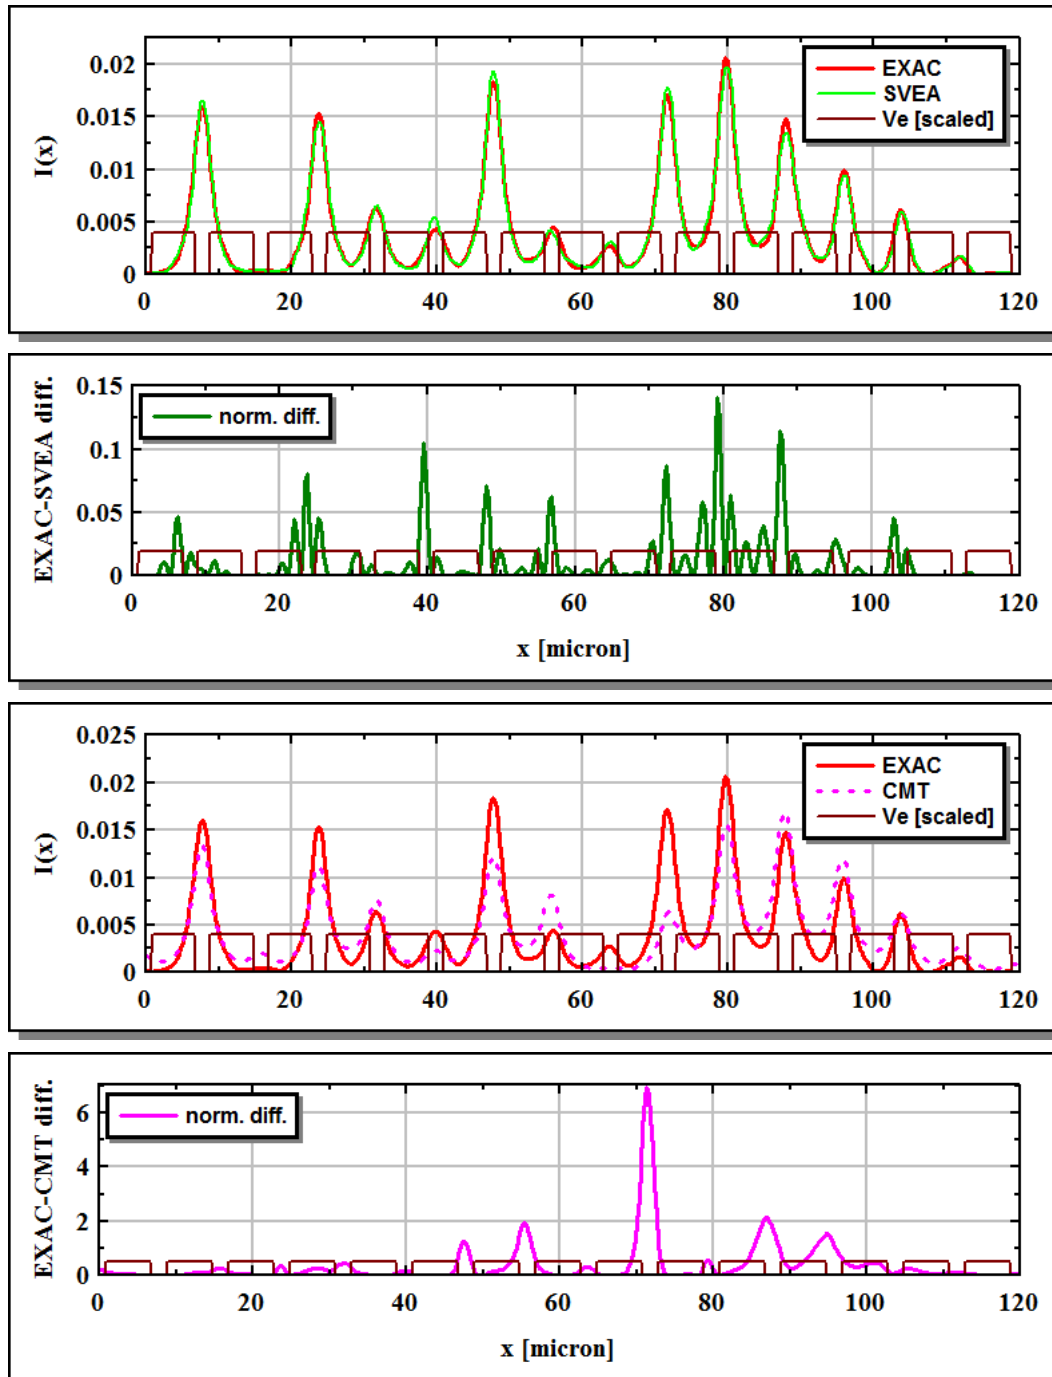 I(x)
0.02
0.015
0.01
0.005
0
EXAC
SVEA
Ve [scaled]
0 20 40 60 80 100 120
EXAC-SVEA diff.
0.15
0.1
0.05
0
norm. diff.
0 20 40 60 80 100 120
x [micron]
I(x)
0.025
0.02
0.015
0.01
0.005
0
EXAC
CMT
Ve [scaled]
0 20 40 60 80 100 120
EXAC-CMT diff.
6
4
2
0
norm. diff.
0 20 40 60 80 100 120
x [micron]